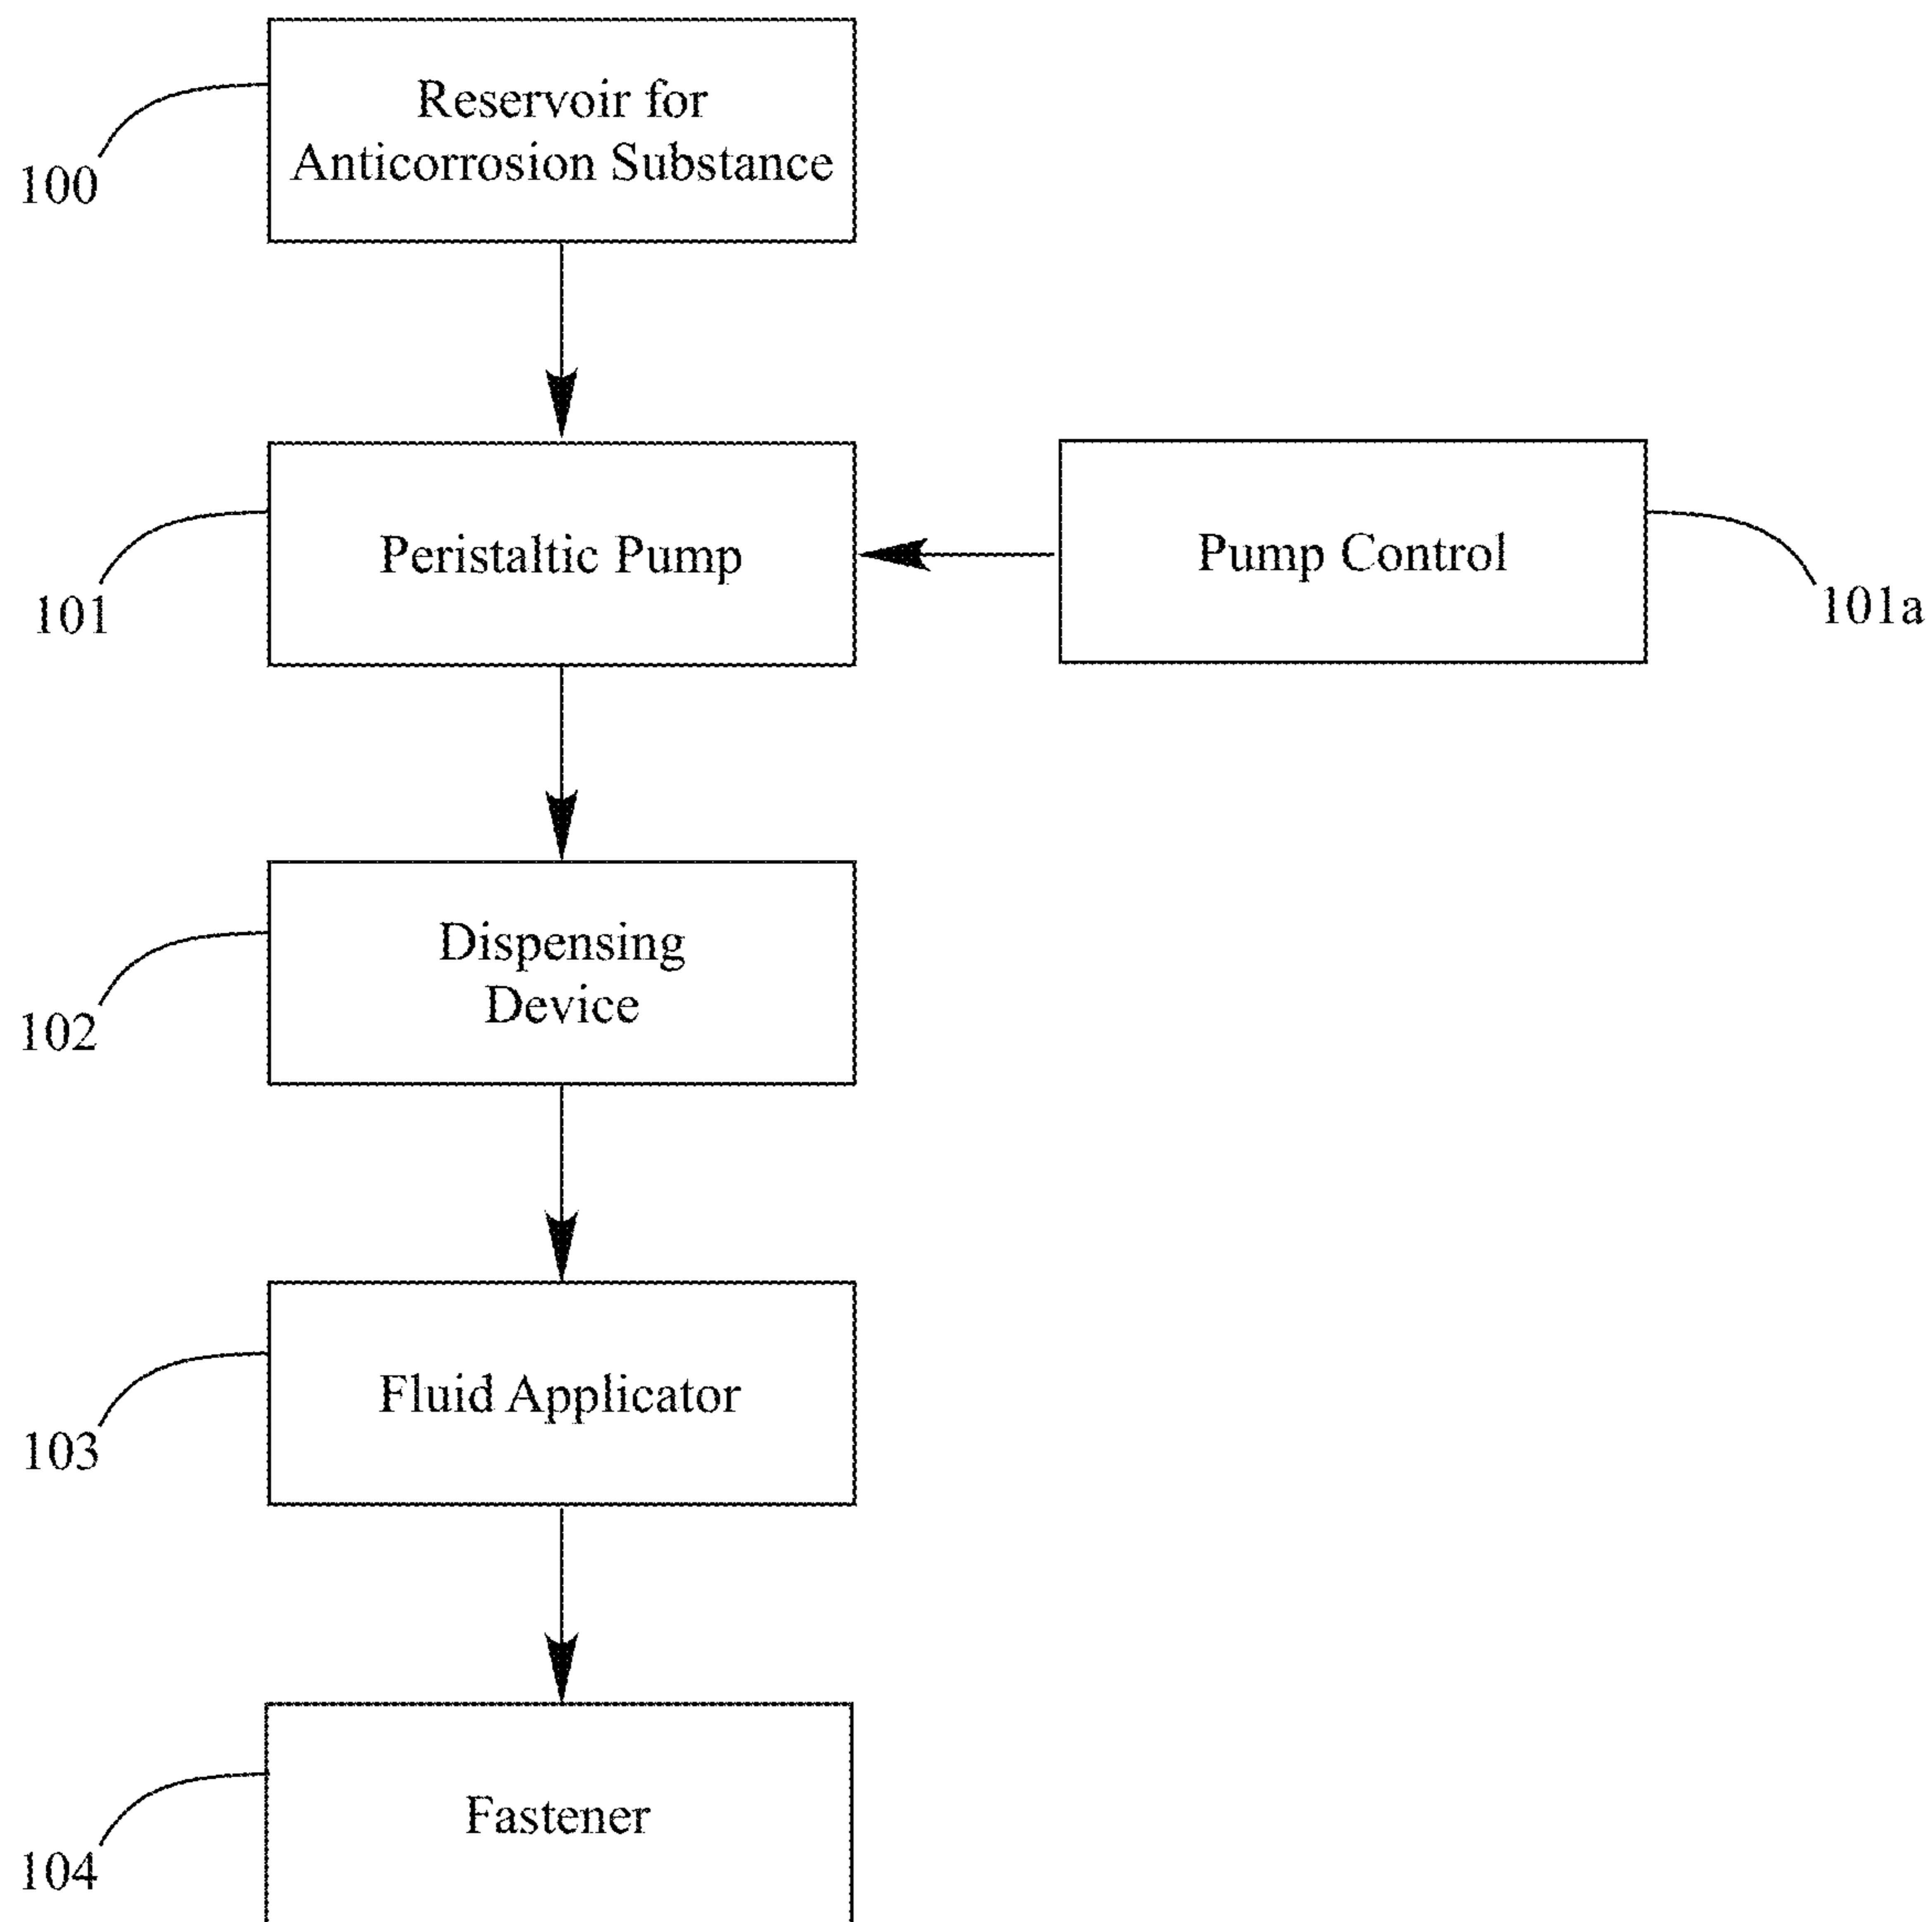 Reservoir for
Anticorrosion Substance
100
Peristaltic Pump
101
Pump Control
101a
Dispensing
Device
102
Fluid Applicator
103
Fastener
104